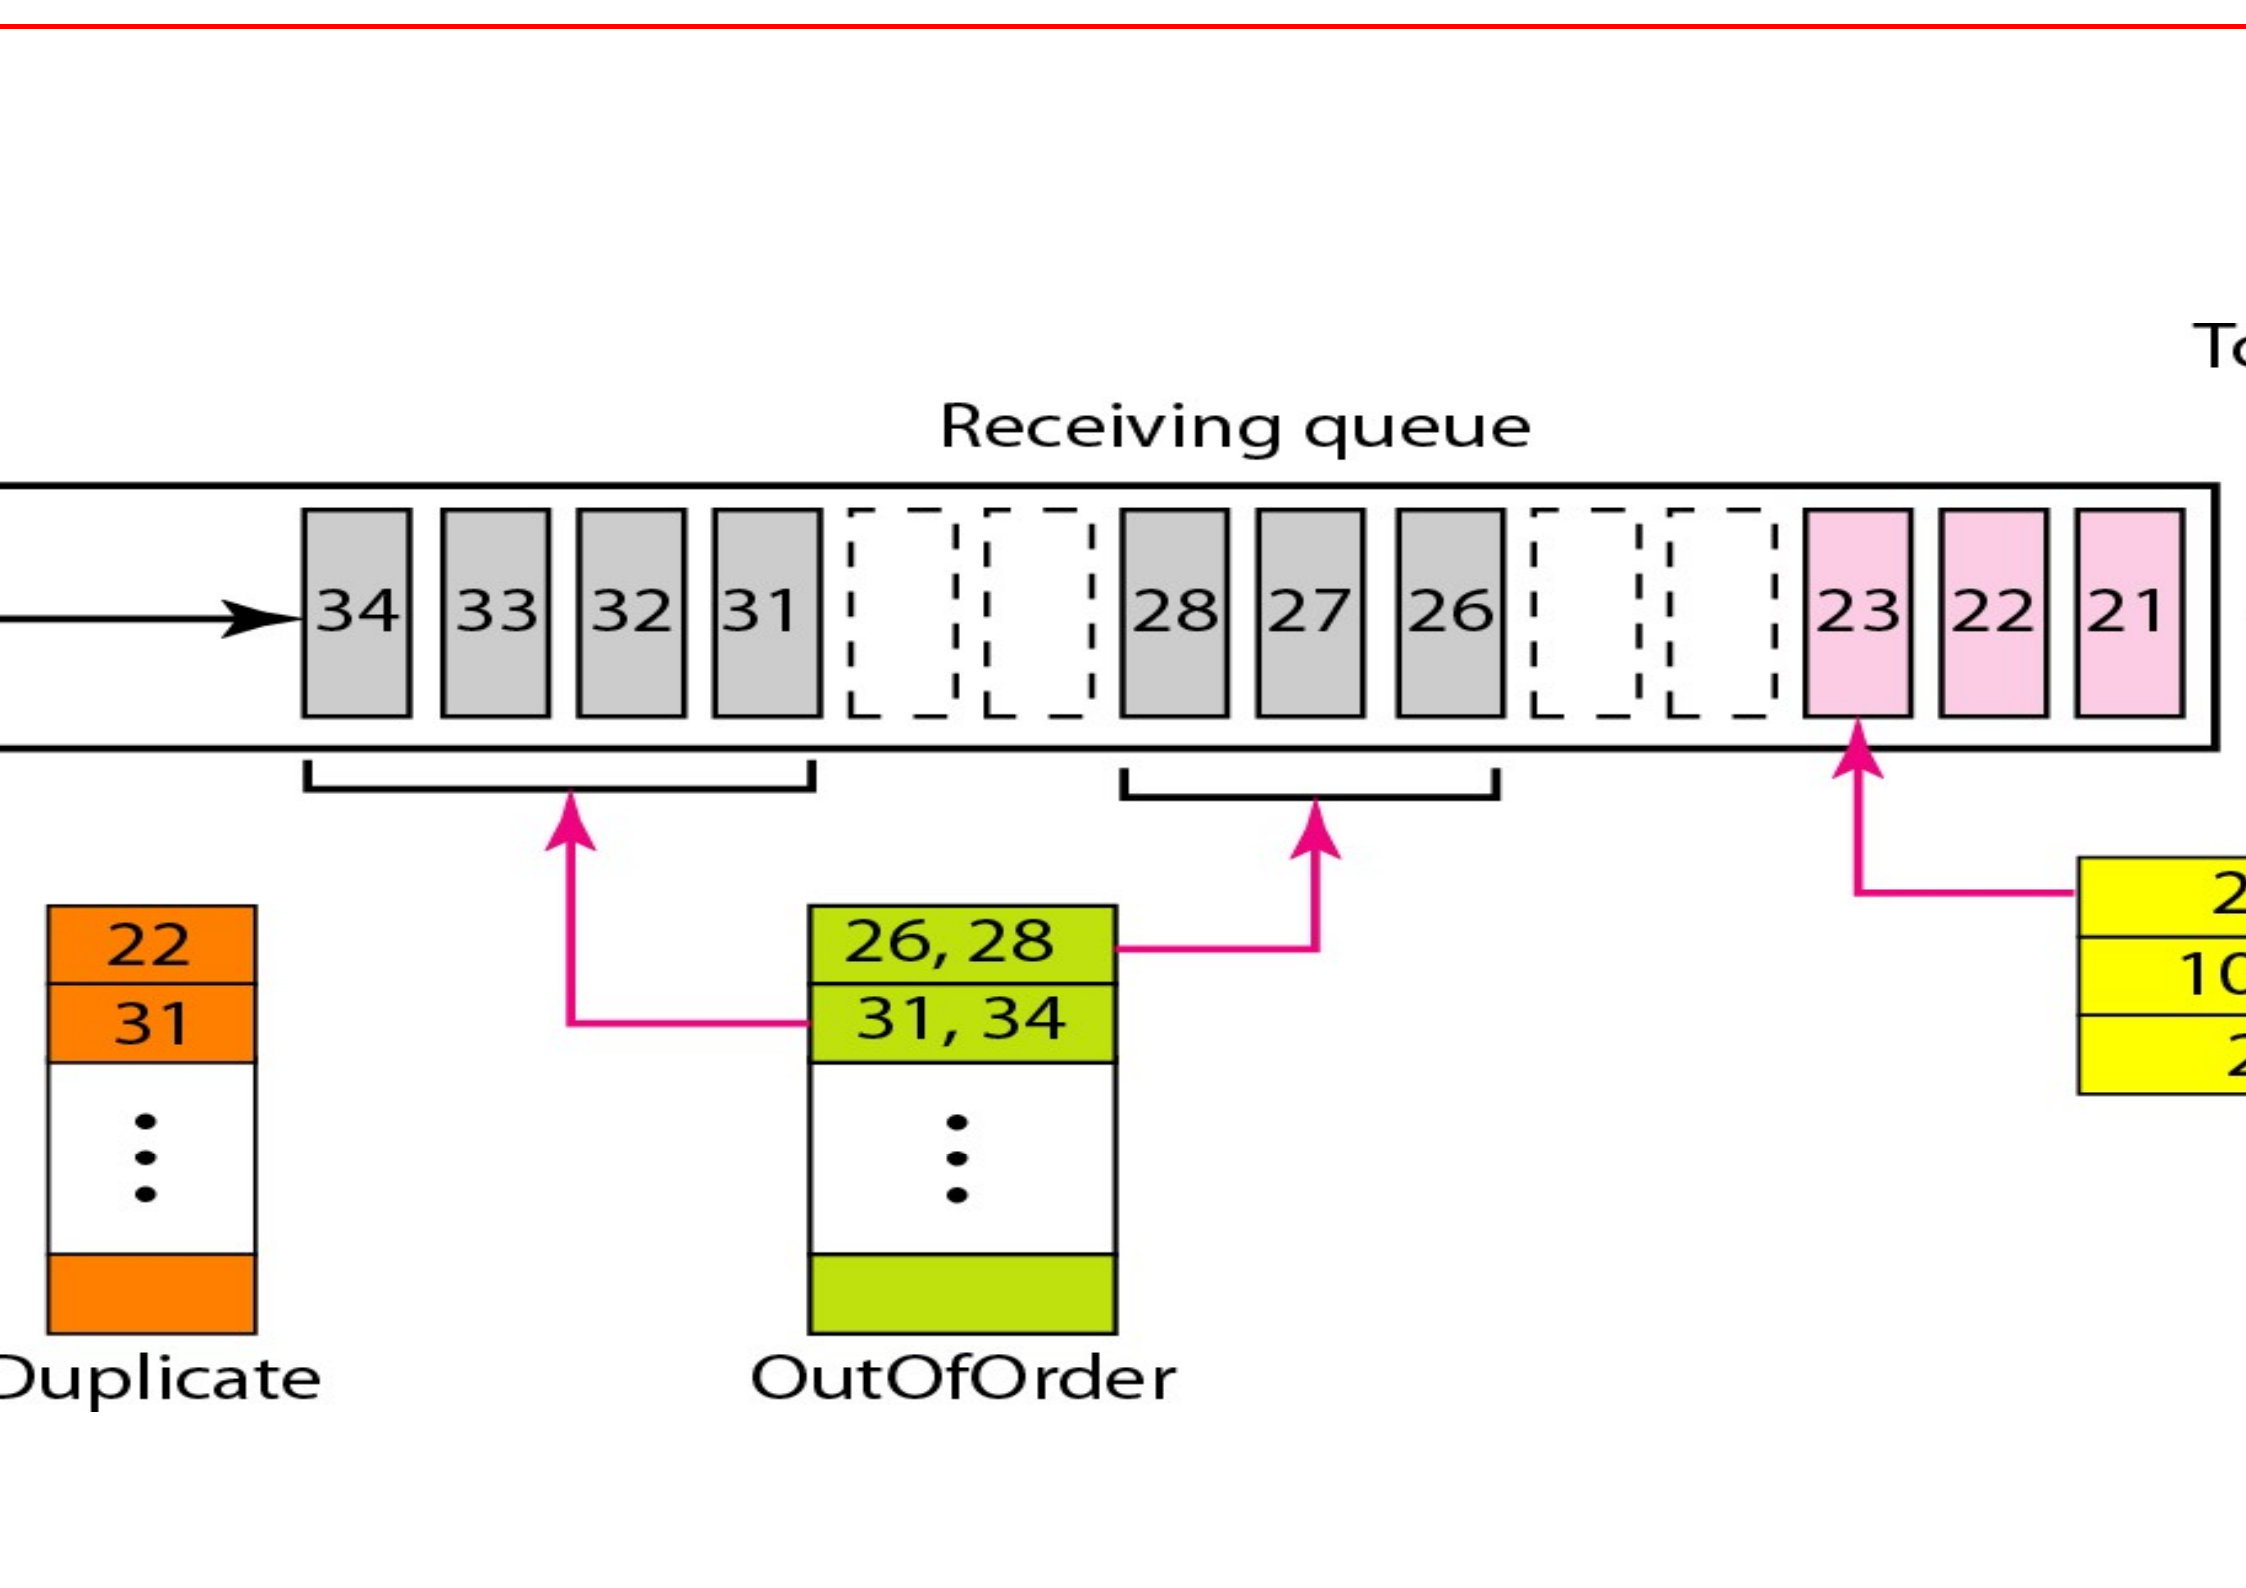 Receiving queue
34 33 32 31 28 27 26 23 22 21
22
31
26, 28
31, 34
10
Duplicate
OutOfOrder